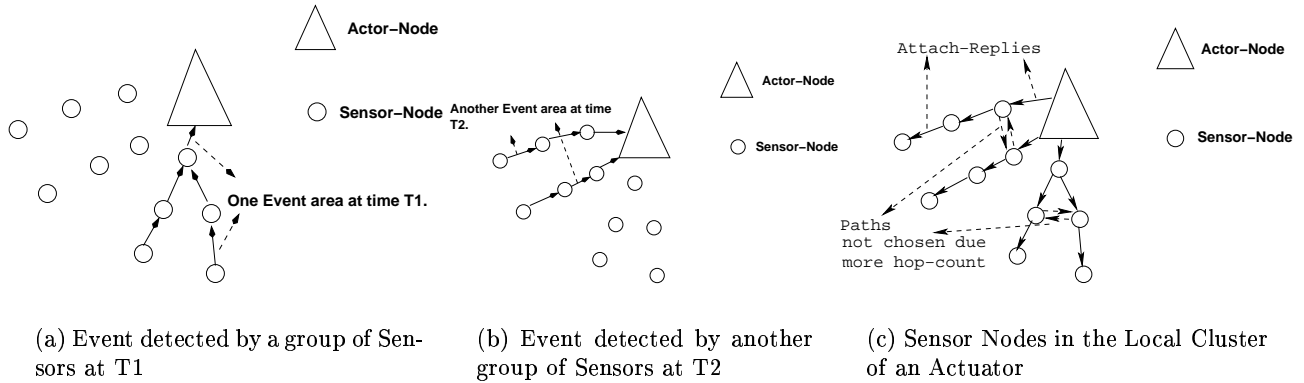 Actor-Node
Sensor-Node
One Event area at time T1.
(a) Event detected by a group of Sen-
sors at T1
Another Event area at time
T2.
Actor-Node
Sensor-Node
(b) Event detected by another
group of Sensors at T2
Attach-Replies
Actor-Node
Sensor-Node
Paths
not chosen due
more hop-count
(c) Sensor Nodes in the Local Cluster
of an Actuator